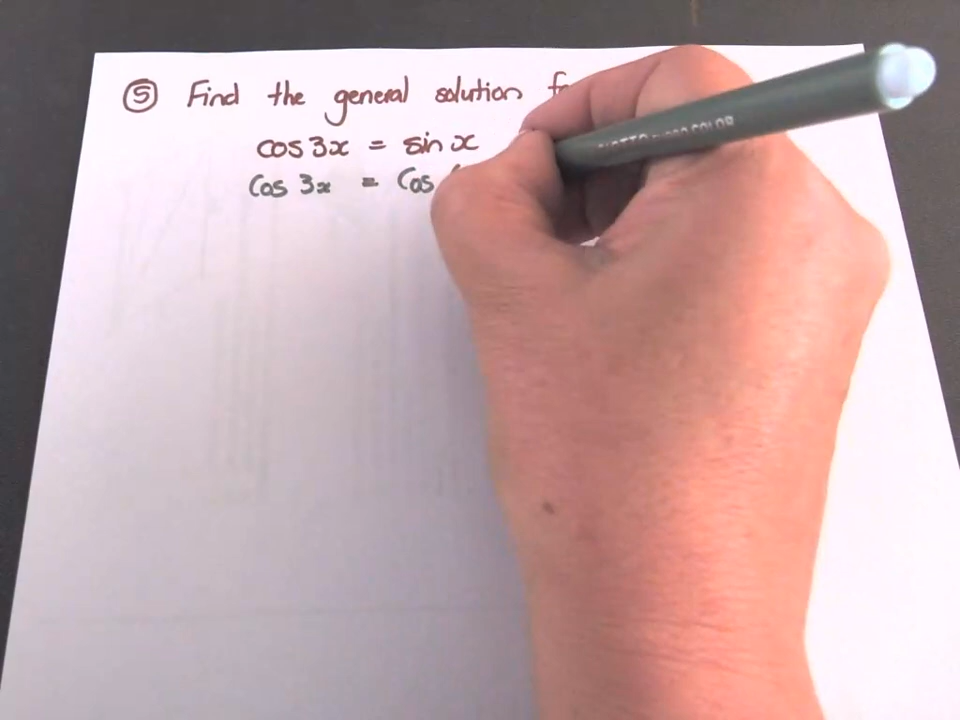 ⑤ Find the general solution
cos 3x = sin x
Cos 3x = Cos